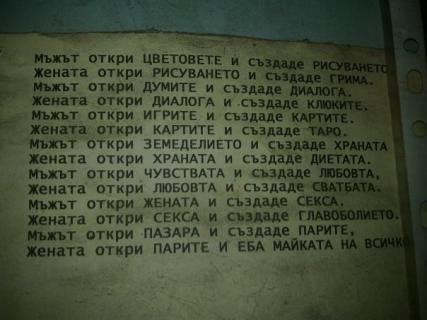 Мъжът откри ЦВЕТОВЕТЕ и създаде РИСУВАНЕТО
Жената откри РИСУВАНЕТО и създаде ГРИМА.
Мъжът откри ДУМИТЕ и създаде ДИАЛОГА.
Жената откри ДИАЛОГА и създаде КЛЮКИТЕ.
Мъжът откри ИГРИТЕ и създаде КАРТИТЕ.
Жената откри КАРТИТЕ и създаде ТАРО.
Мъжът откри ЗЕМЕДЕЛИЕТО и създаде ХРАНАТА
Жената откри ХРАНАТА и създаде ДИЕТАТА.
Мъжът откри ЧУВСТВАТА и създаде ЛЮБОВТА,
Жената откри ЛЮБОВТА и създаде СВАТБАТА.
Мъжът откри ЖЕНАТА и създаде СЕКСА.
Жената откри СЕКСА и създаде ГЛАВОБОЛИЕТО.
Мъжът откри ПАЗАРА и създаде ПАРИТЕ,
Жената откри ПАРИТЕ И ЕБА МАЙКАТА НА ВСИЧКО